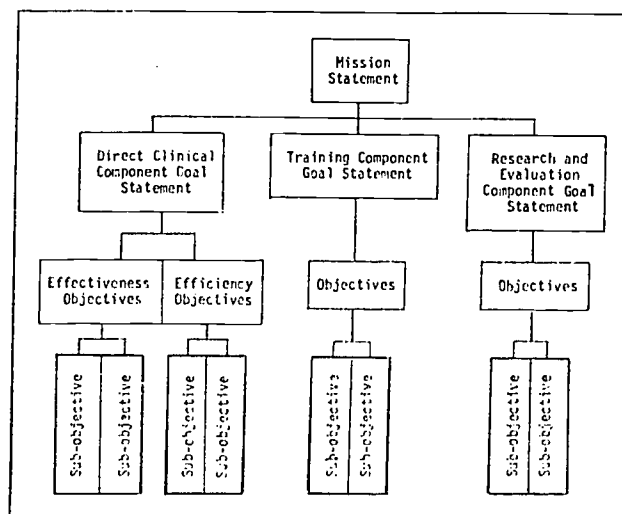 Mission
Statement
Direct Clinical
Component Goal
Statement
Training Component
Goal Statement
Research and
Evaluation
Component Goal
Statement
Effectiveness
Objectives
Efficiency
Objectives
Objectives
Objectives
Sub-objective
Sub-objective
Sub-objective
Sub-objective
Sub-objective
Sub-objective
Sub-objective
Sub-objective